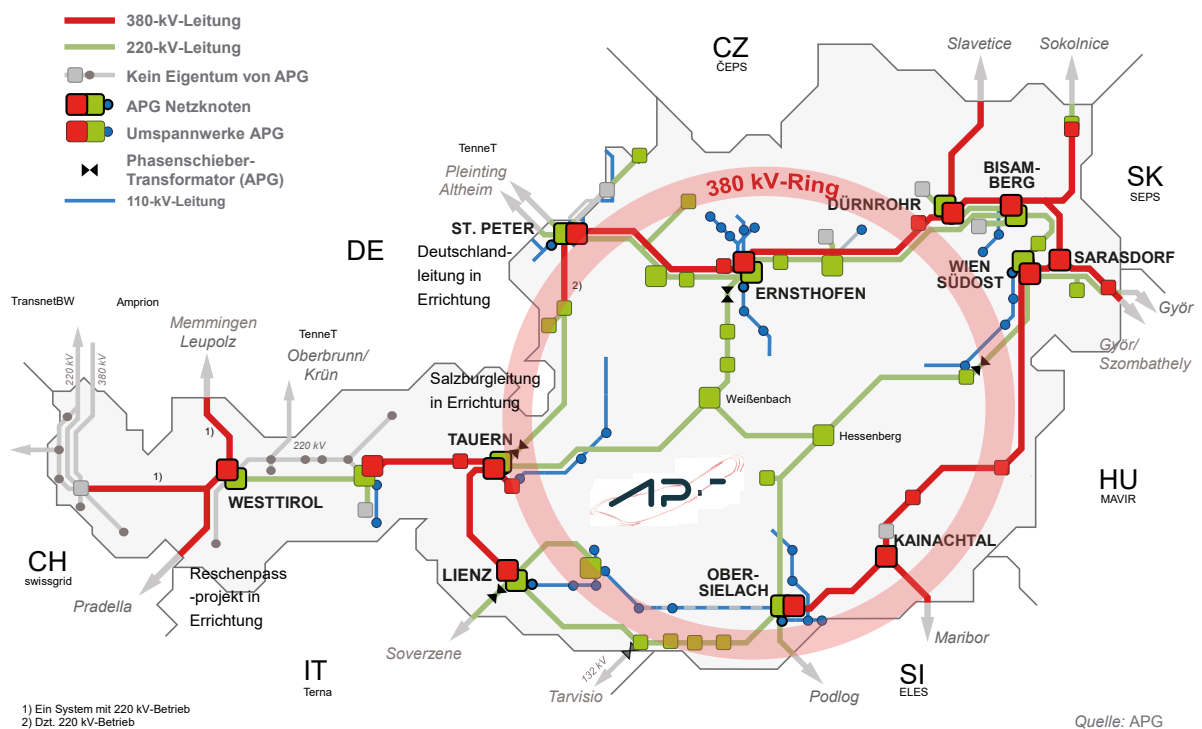 380-kV-Leitung
220-kV-Leitung
Kein Eigentum von APG
APG Netzknoten
Umspannwerke APG
Phasenschieber-
Transformator (APG)
110-kV-Leitung
CZ
ČEPS
Slavetice
Sokolnice
TenneT
Pleinting
Altheim
380 kV-Ring
BISAM-
BERG
SK
SEPS
DÜRNROHR
ST. PETER
DE
Deutschland-
leitung in
Errichtung
2)
WIEN
SÜDOST
SARASDORF
ERNSTHOFEN
Györ
Györ/
Szombathely
TransnetBW
Amprion
Memmingen
Leupolz
TenneT
Oberbrunn/
Krün
220 kV
380 kV
Salzburgleitung
in Errichtung
Weißenbach
1)
220 kV
TAUERN
Hessenberg
1)
WESTTIROL
APG
HU
MAVIR
CH
swissgrid
KAINACHTAL
LIENZ
OBER-
SIELACH
Reschenpass
-projekt in
Errichtung
Pradella
Soverzene
Maribor
IT
Terna
132 kV
Tarvisio
Podlog
SI
ELES
1) Ein System mit 220 kV-Betrieb
2) Dzt. 220 kV-Betrieb
Quelle: APG